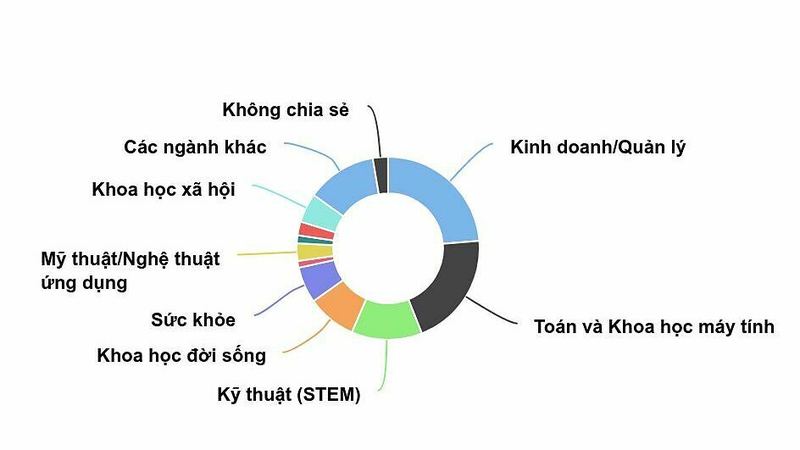 Không chia sẻ
Các ngành khác
Kinh doanh/Quản lý
Khoa học xã hội
Mỹ thuật/Nghệ thuật
ứng dụng
Sức khỏe
Toán và Khoa học máy tính
Khoa học đời sống
Kỹ thuật (STEM)